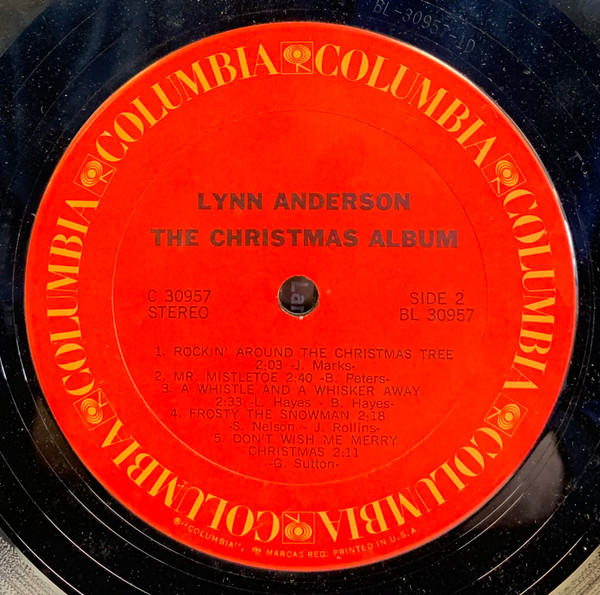 BL-30957-1D
COLUMBIA COLUMBIA COLUMBIA COLUMBIA COLUMBIA COLUMBIA COLUMBIA
LYNN ANDERSON
THE CHRISTMAS ALBUM
C 30957
STEREO
SIDE 2
BL 30957
1. ROCKIN' AROUND THE CHRISTMAS TREE
2:03 -J. Marks-
2. MR. MISTLETOE 2:40 -B. Peters-
3. A WHISTLE AND A WHISKER AWAY
2:33 -L. Hayes - B. Hayes-
4. FROSTY THE SNOWMAN 2:18
-S. Nelson - J. Rollins-
5. DON'T WISH ME MERRY
CHRISTMAS 2:11
-G. Sutton-
®"COLUMBIA", MARCAS REG. PRINTED IN U.S.A.